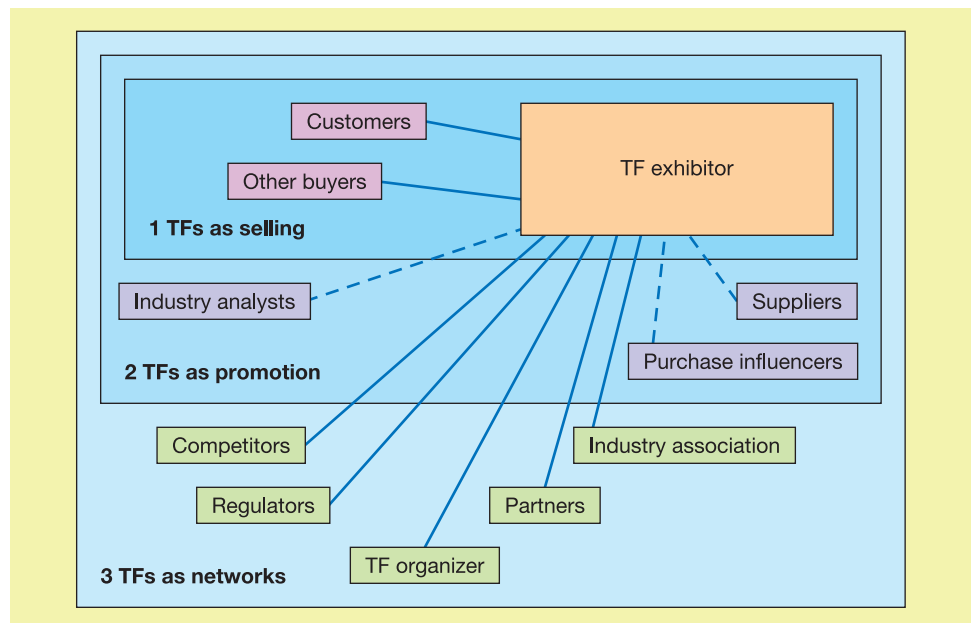 Customers
TF exhibitor
Other buyers
1 TFs as selling
Industry analysts
Suppliers
Purchase influencers
2 TFs as promotion
Competitors
Industry association
Regulators
Partners
TF organizer
3 TFs as networks